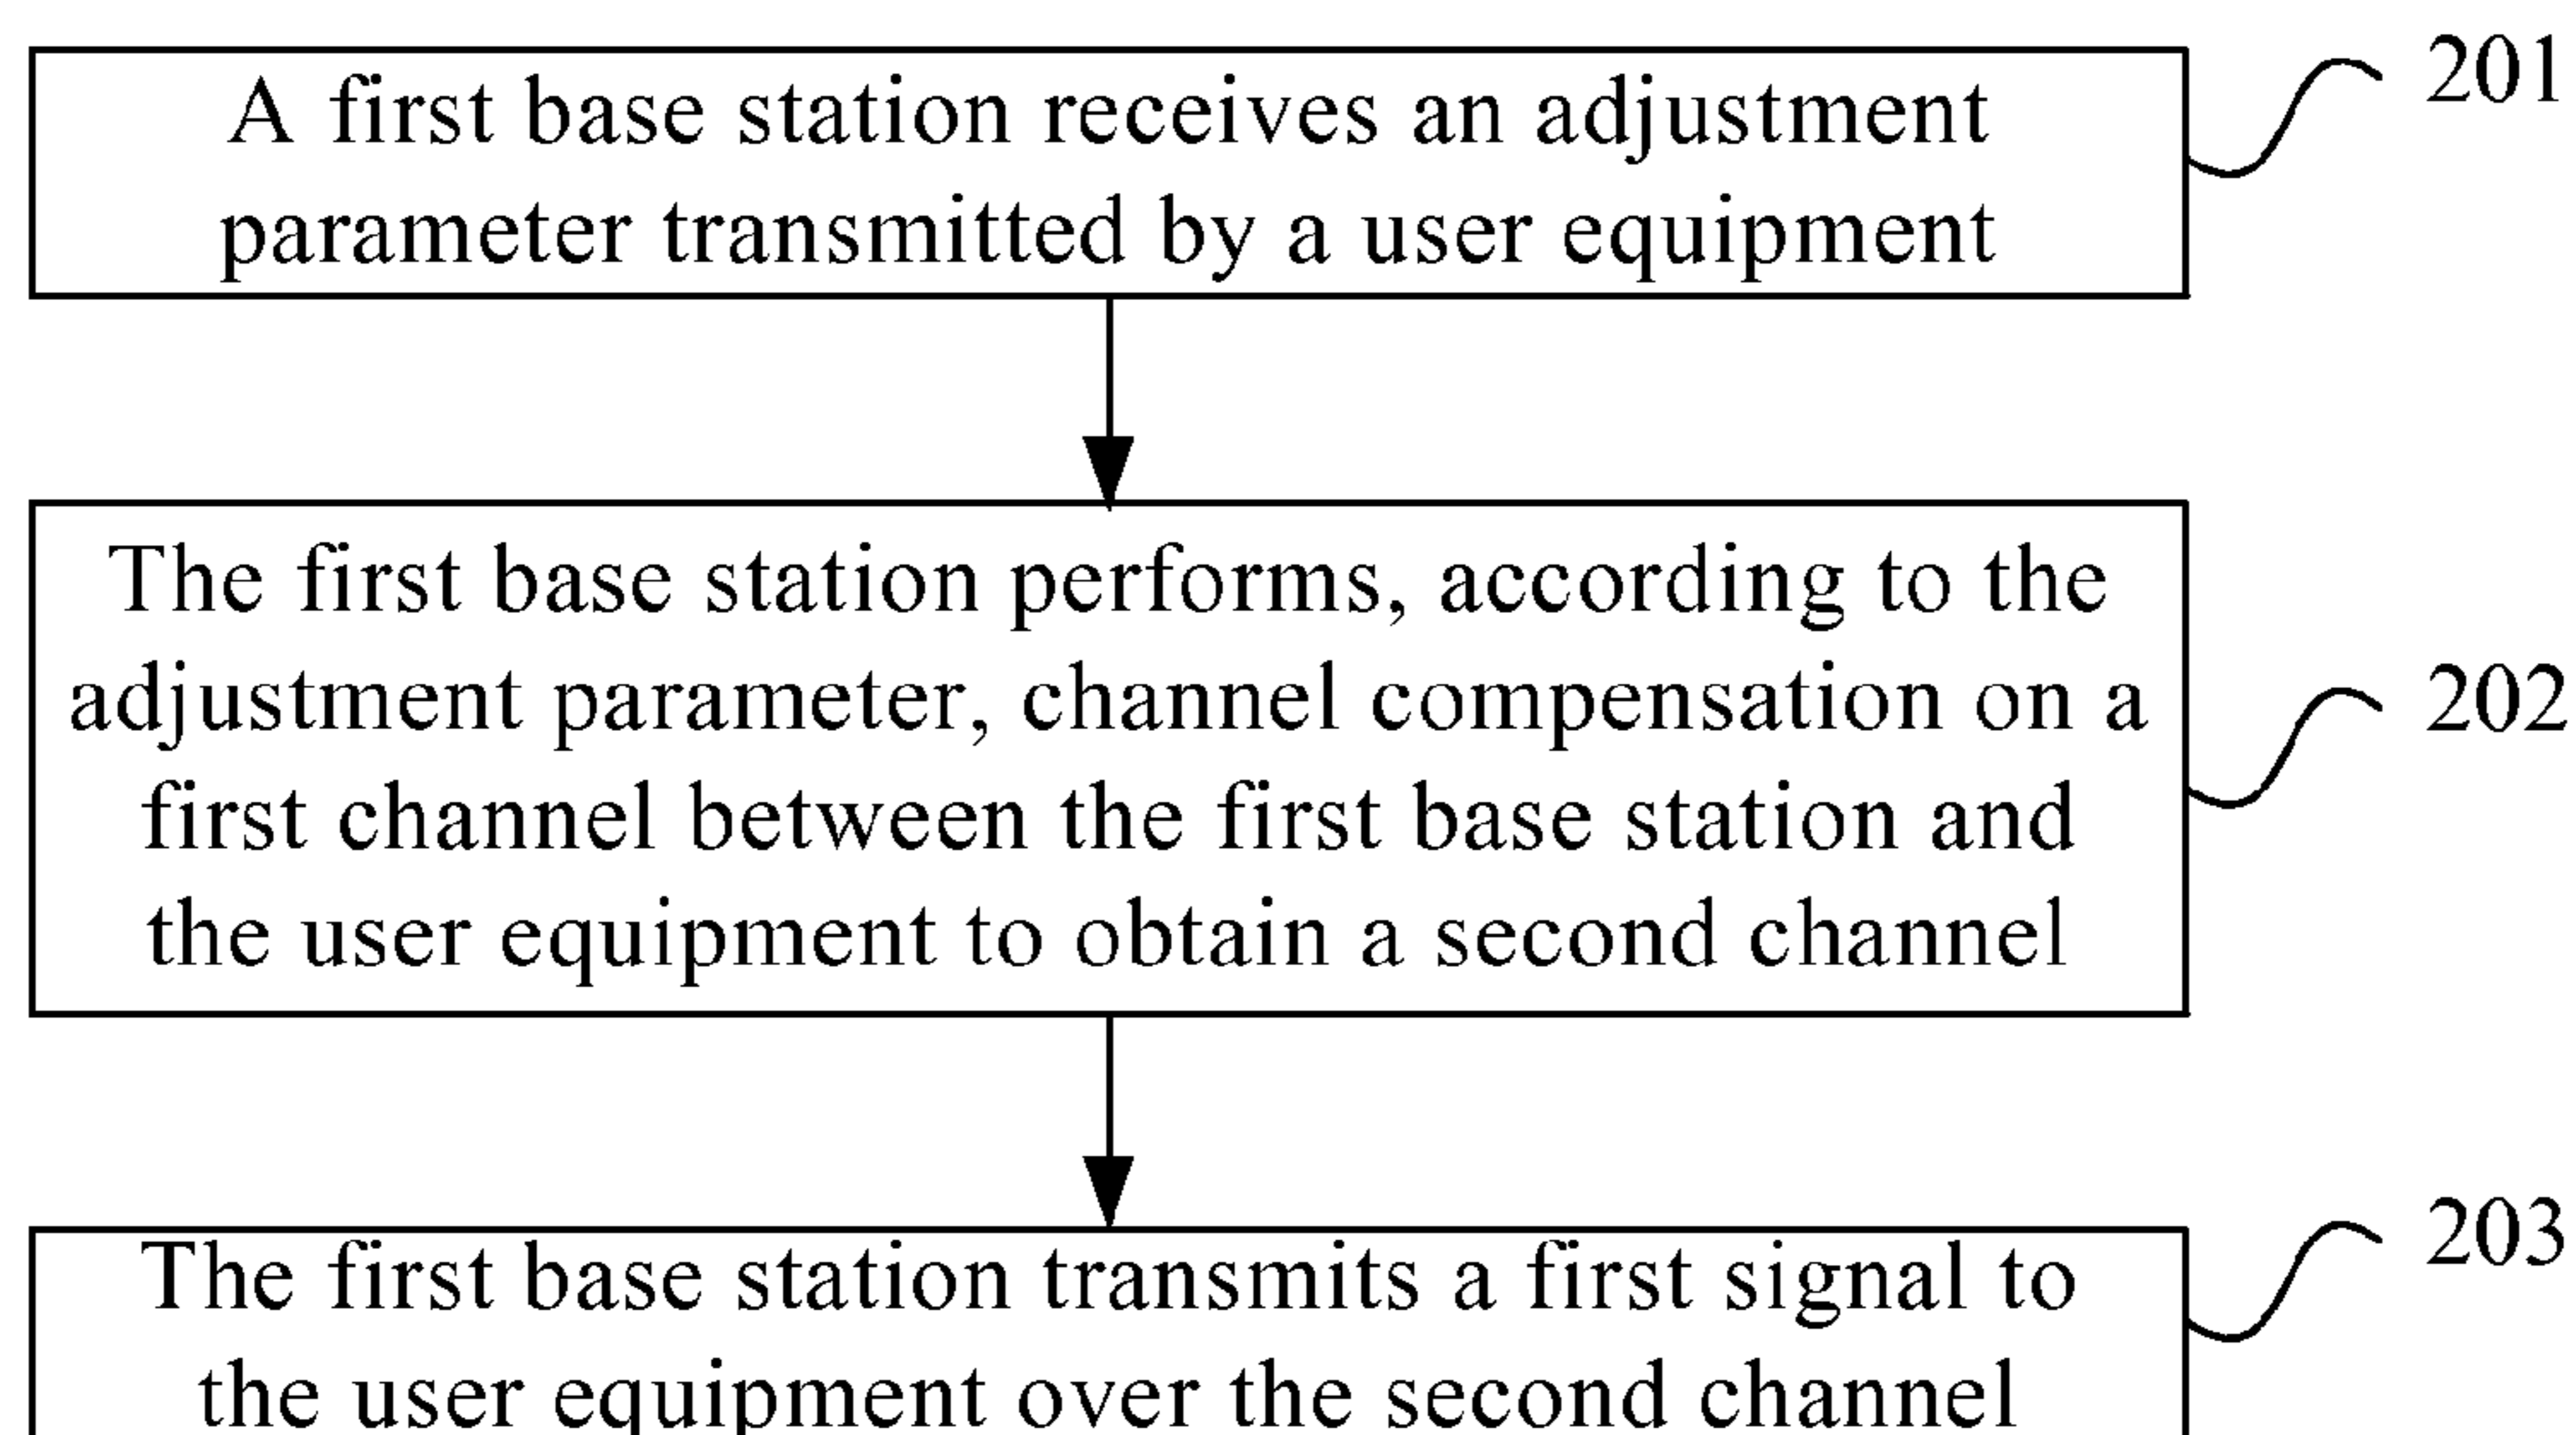 A first base station receives an adjustment
parameter transmitted by a user equipment
201
The first base station performs, according to the
adjustment parameter, channel compensation on a
first channel between the first base station and
the user equipment to obtain a second channel
202
The first base station transmits a first signal to
the user equipment over the second channel
203